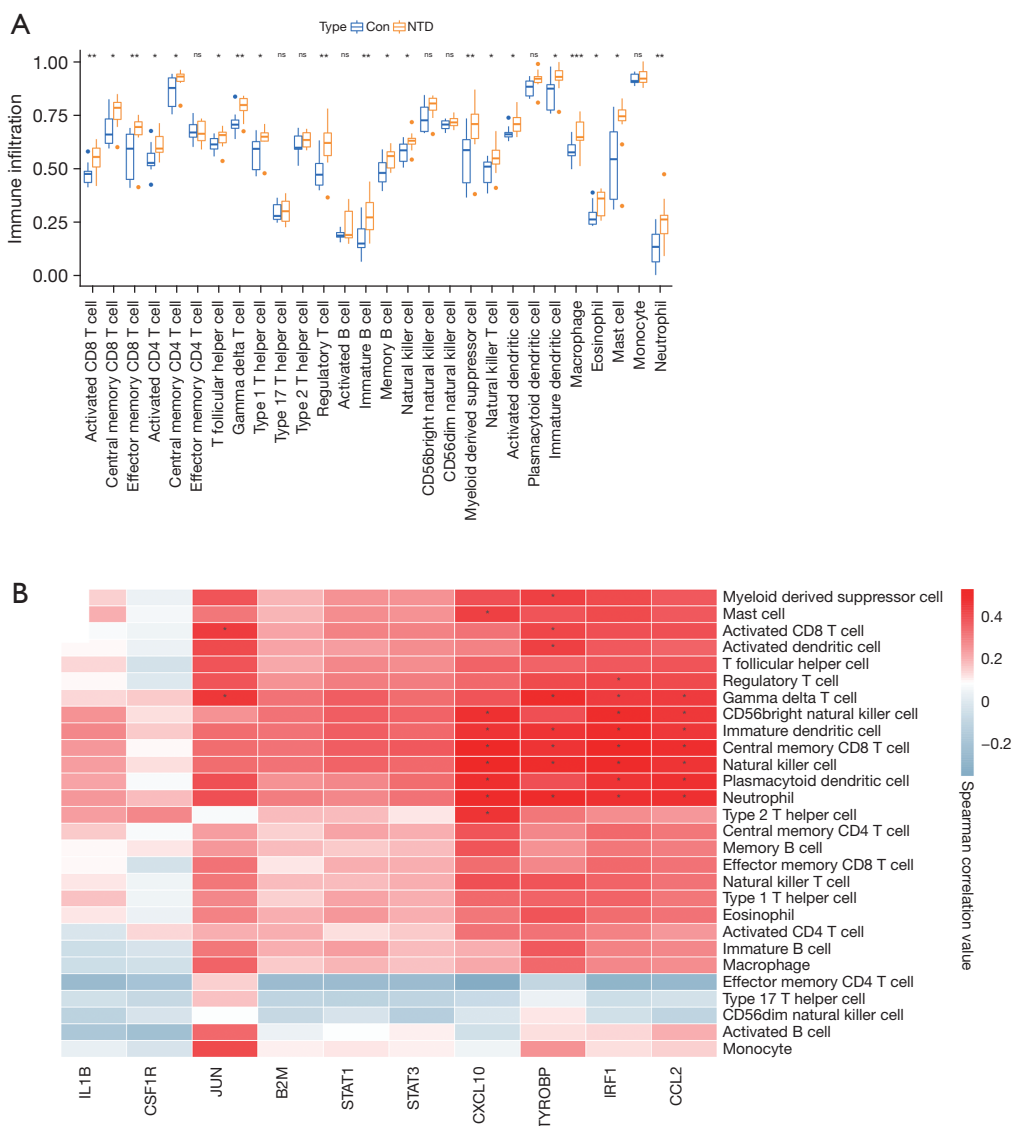 A
Type Con NTD
** * ** * * ns * ** * ns ns ** ns ** * * ns ns ** * * ns * *** * * ns **
Immune infiltration
1.00
0.75
0.50
0.25
0.00
Activated CD8 T cell
Central memory CD8 T cell
Effector memory CD8 T cell
Activated CD4 T cell
Central memory CD4 T cell
Effector memory CD4 T cell
T follicular helper cell
Gamma delta T cell
Type 1 T helper cell
Type 17 T helper cell
Type 2 T helper cell
Regulatory T cell
Activated B cell
Immature B cell
Memory B cell
Natural killer cell
CD56bright natural killer cell
CD56dim natural killer cell
Myeloid derived suppressor cell
Natural killer T cell
Activated dendritic cell
Plasmacytoid dendritic cell
Immature dendritic cell
Macrophage
Eosinophil
Mast cell
Monocyte
Neutrophil
B
Myeloid derived suppressor cell
Mast cell
Activated CD8 T cell
Activated dendritic cell
T follicular helper cell
Regulatory T cell
Gamma delta T cell
CD56bright natural killer cell
Immature dendritic cell
Central memory CD8 T cell
Natural killer cell
Plasmacytoid dendritic cell
Neutrophil
Type 2 T helper cell
Central memory CD4 T cell
Memory B cell
Effector memory CD8 T cell
Natural killer T cell
Type 1 T helper cell
Eosinophil
Activated CD4 T cell
Immature B cell
Macrophage
Effector memory CD4 T cell
Type 17 T helper cell
CD56dim natural killer cell
Activated B cell
Monocyte
IL1B
CSF1R
JUN
B2M
STAT1
STAT3
CXCL10
TYROBP
IRF1
CCL2
0.4
0.2
0
−0.2
Spearman correlation value